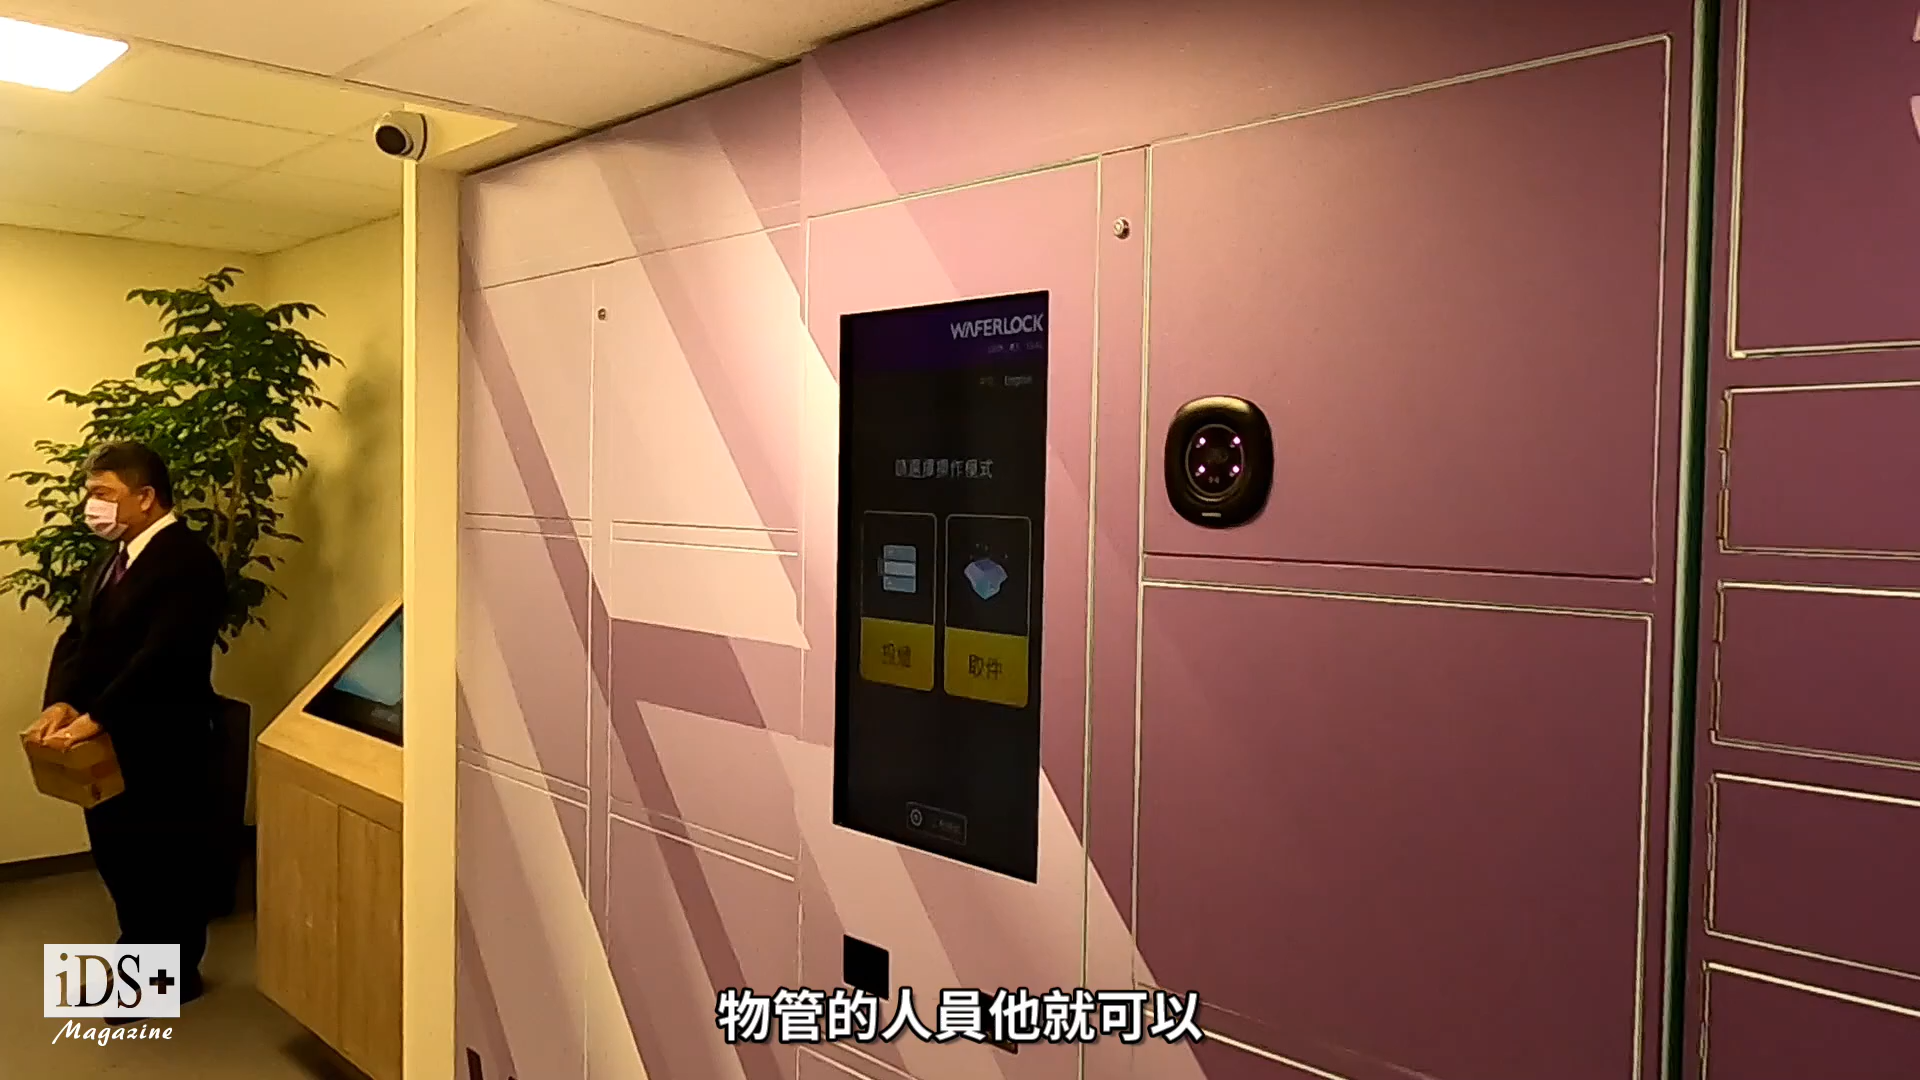 WAFERLOCK
English
請選擇操作模式
投遞
取件
iDS+
Magazine
物管的人員他就可以